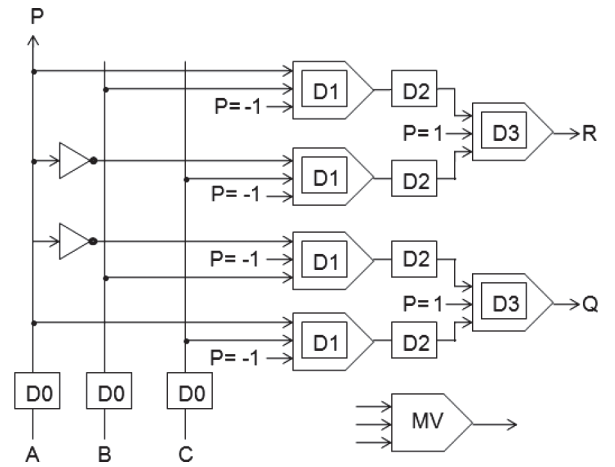 P
D1
D2
P= -1
D3
P= 1
R
D1
D2
P= -1
D1
D2
P= -1
D3
P= 1
Q
D1
D2
P= -1
D0 D0 D0
MV
A B C